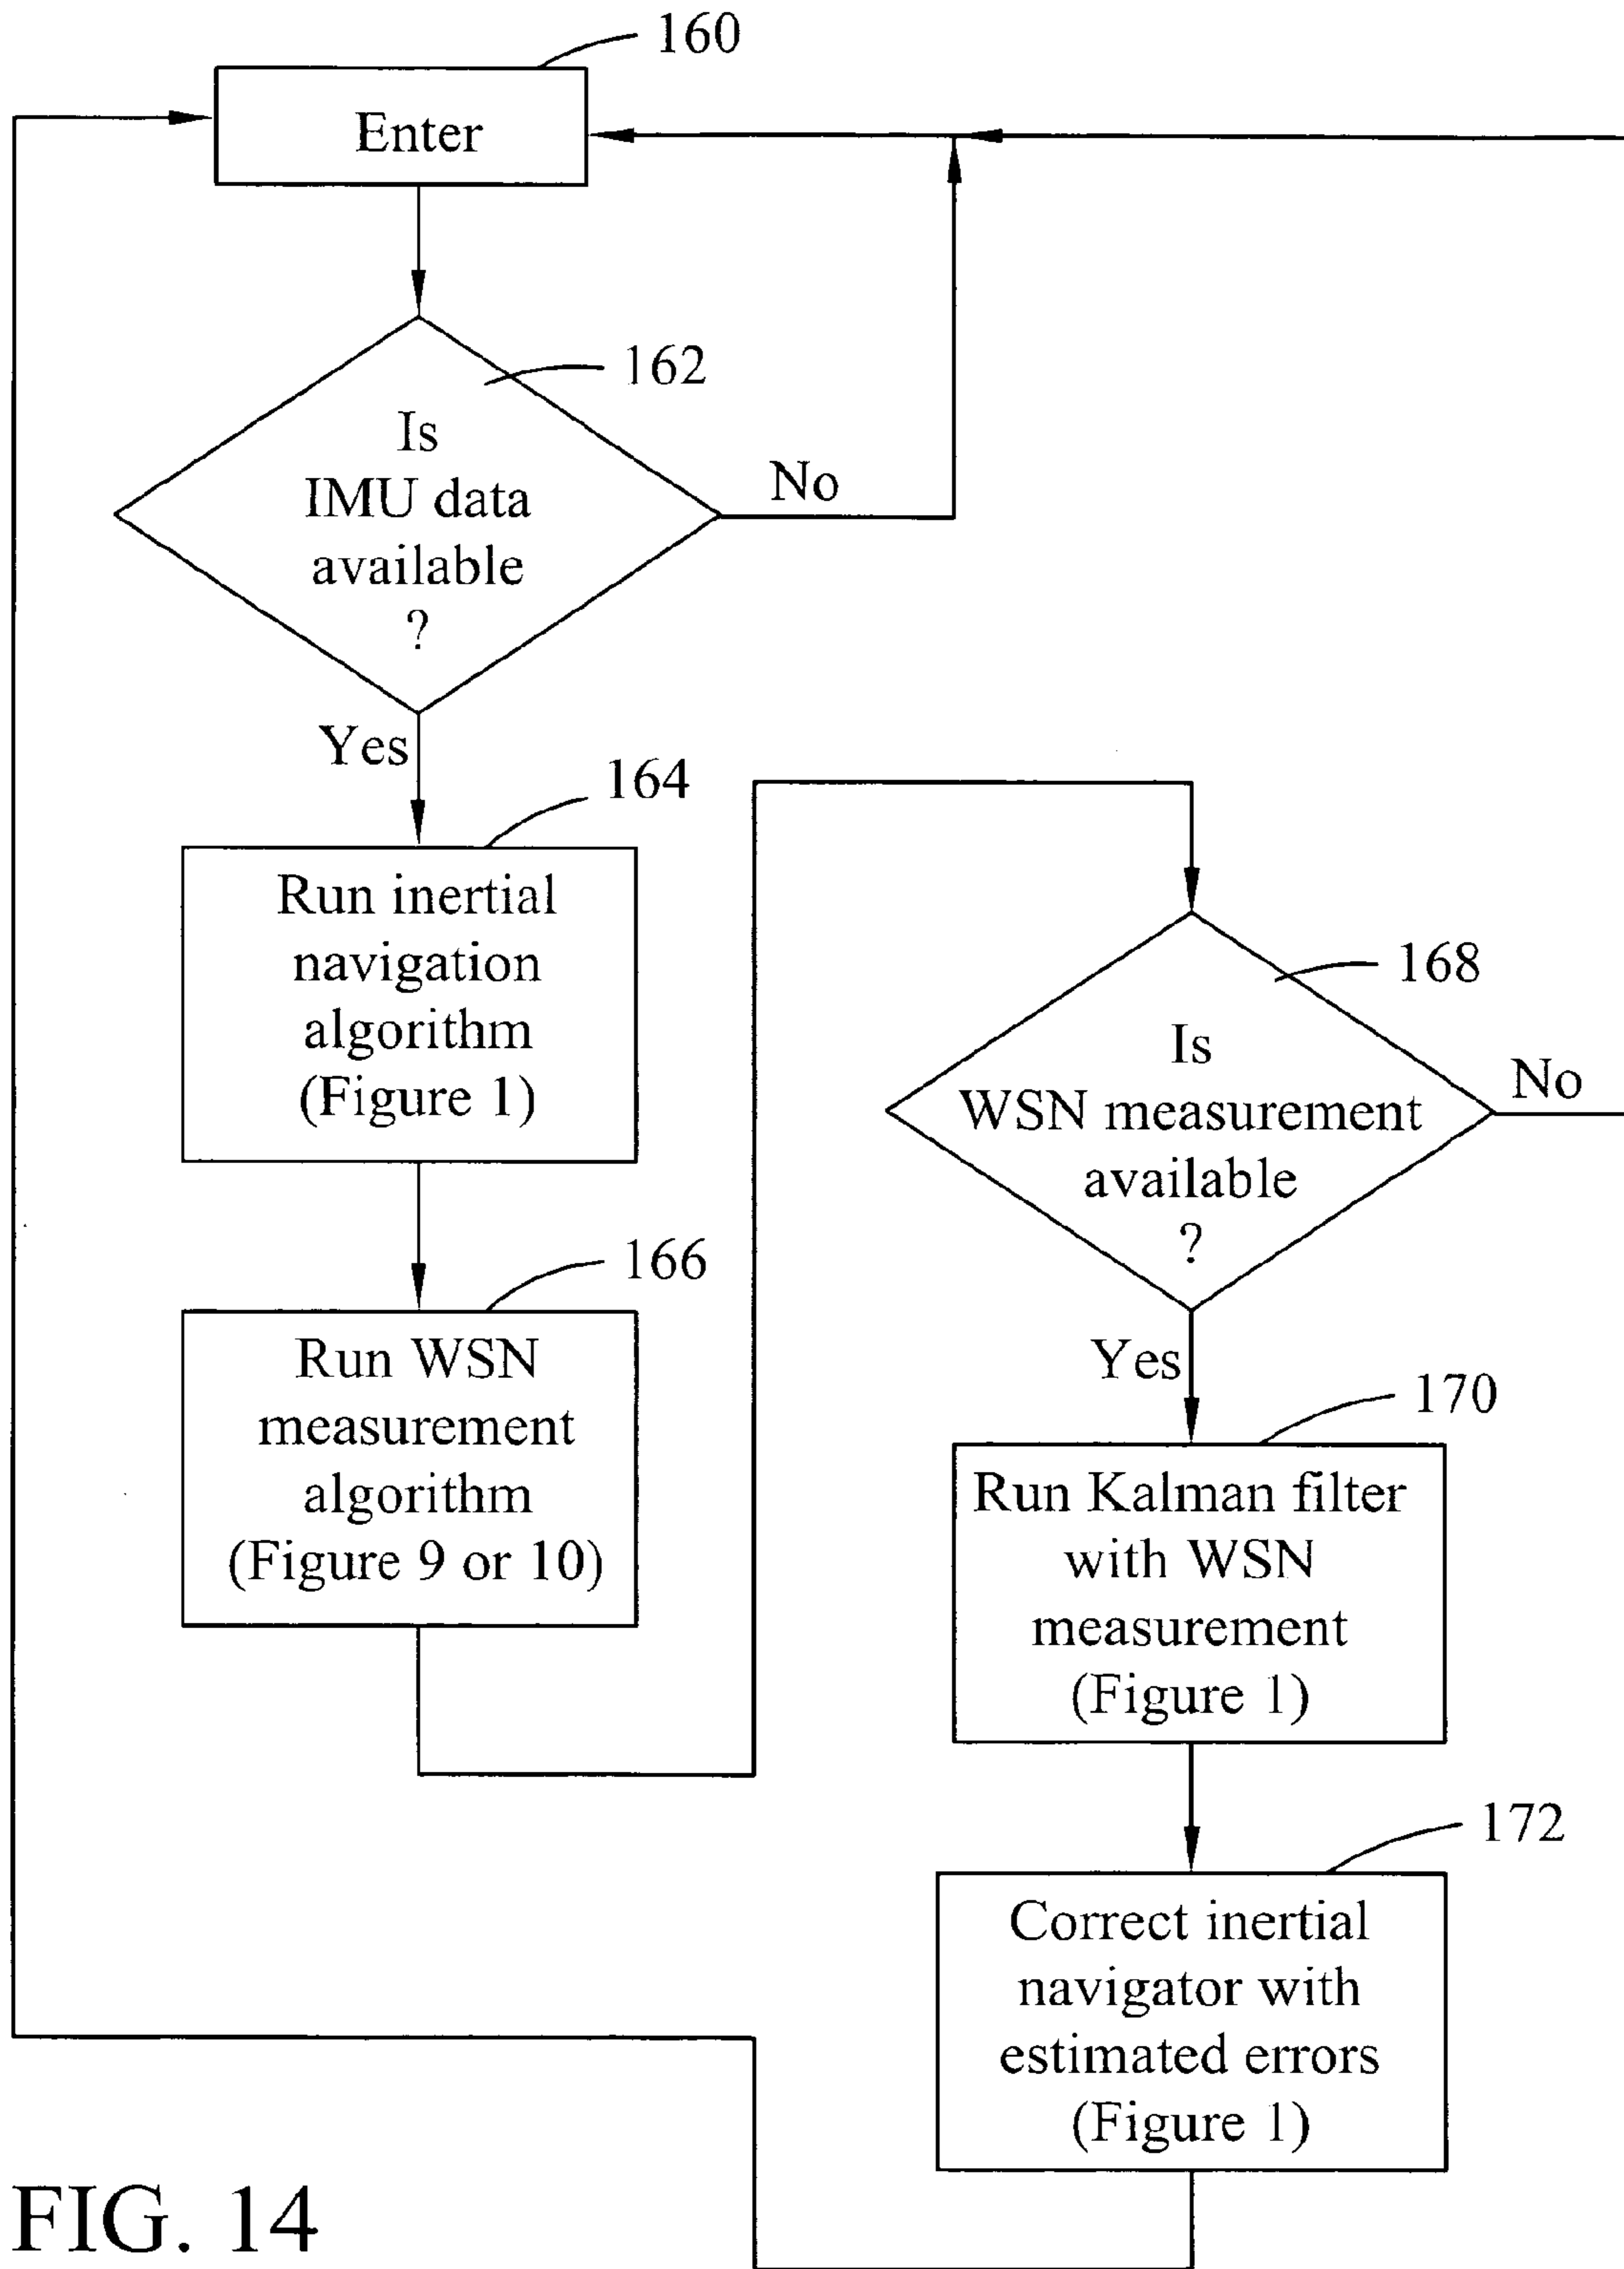 160
Enter
162
Is
IMU data
available
?
No
Yes
164
Run inertial
navigation
algorithm
(Figure 1)
166
Run WSN
measurement
algorithm
(Figure 9 or 10)
168
Is
WSN measurement
available
?
No
Yes
170
Run Kalman filter
with WSN
measurement
(Figure 1)
172
Correct inertial
navigator with
estimated errors
(Figure 1)
FIG. 14